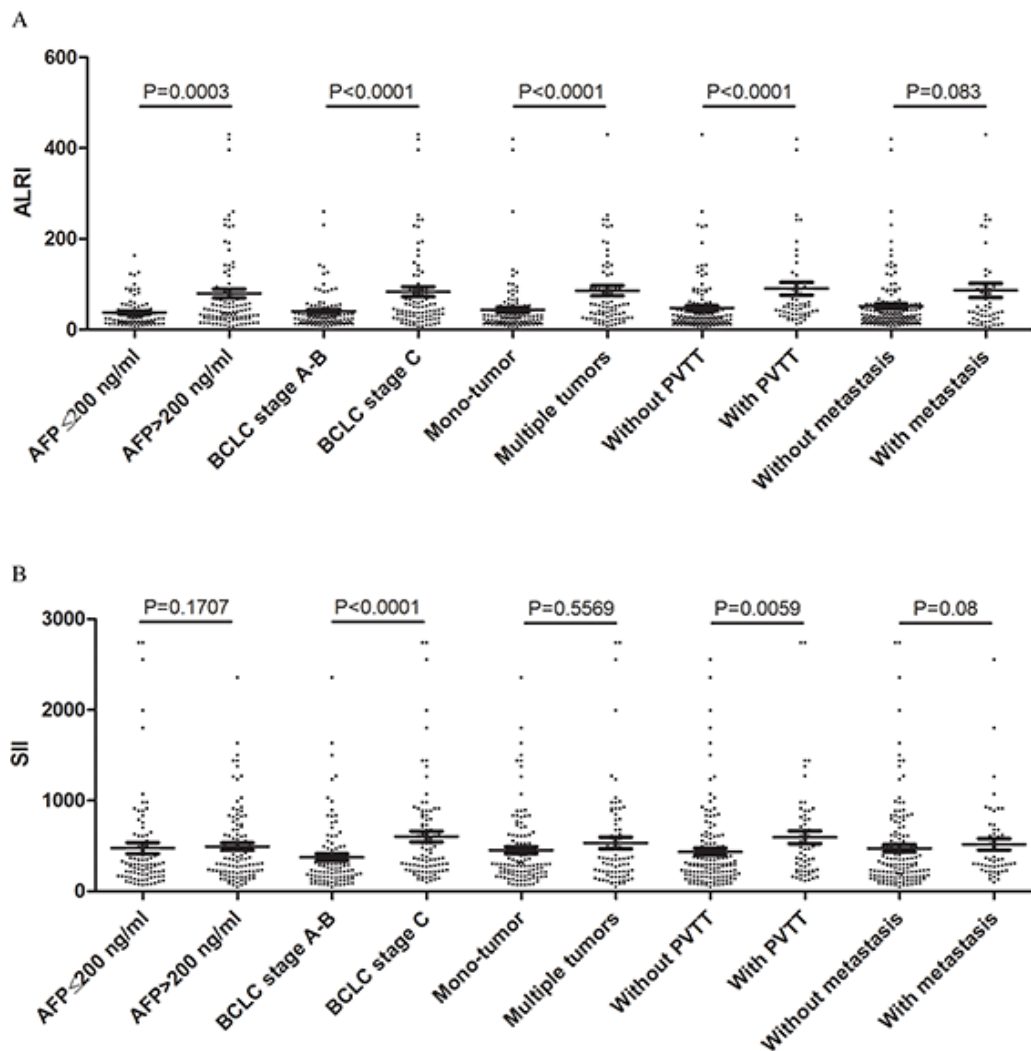 A
600
400
200
0
ALRI
P=0.0003
P<0.0001
P<0.0001
P<0.0001
P=0.083
AFP≤200 ng/ml
AFP>200 ng/ml
BCLC stage A-B
BCLC stage C
Mono-tumor
Multiple tumors
Without PVTT
With PVTT
Without metastasis
With metastasis
B
3000
2000
1000
0
SII
P=0.1707
P<0.0001
P=0.5569
P=0.0059
P=0.08
AFP≤200 ng/ml
AFP>200 ng/ml
BCLC stage A-B
BCLC stage C
Mono-tumor
Multiple tumors
Without PVTT
With PVTT
Without metastasis
With metastasis